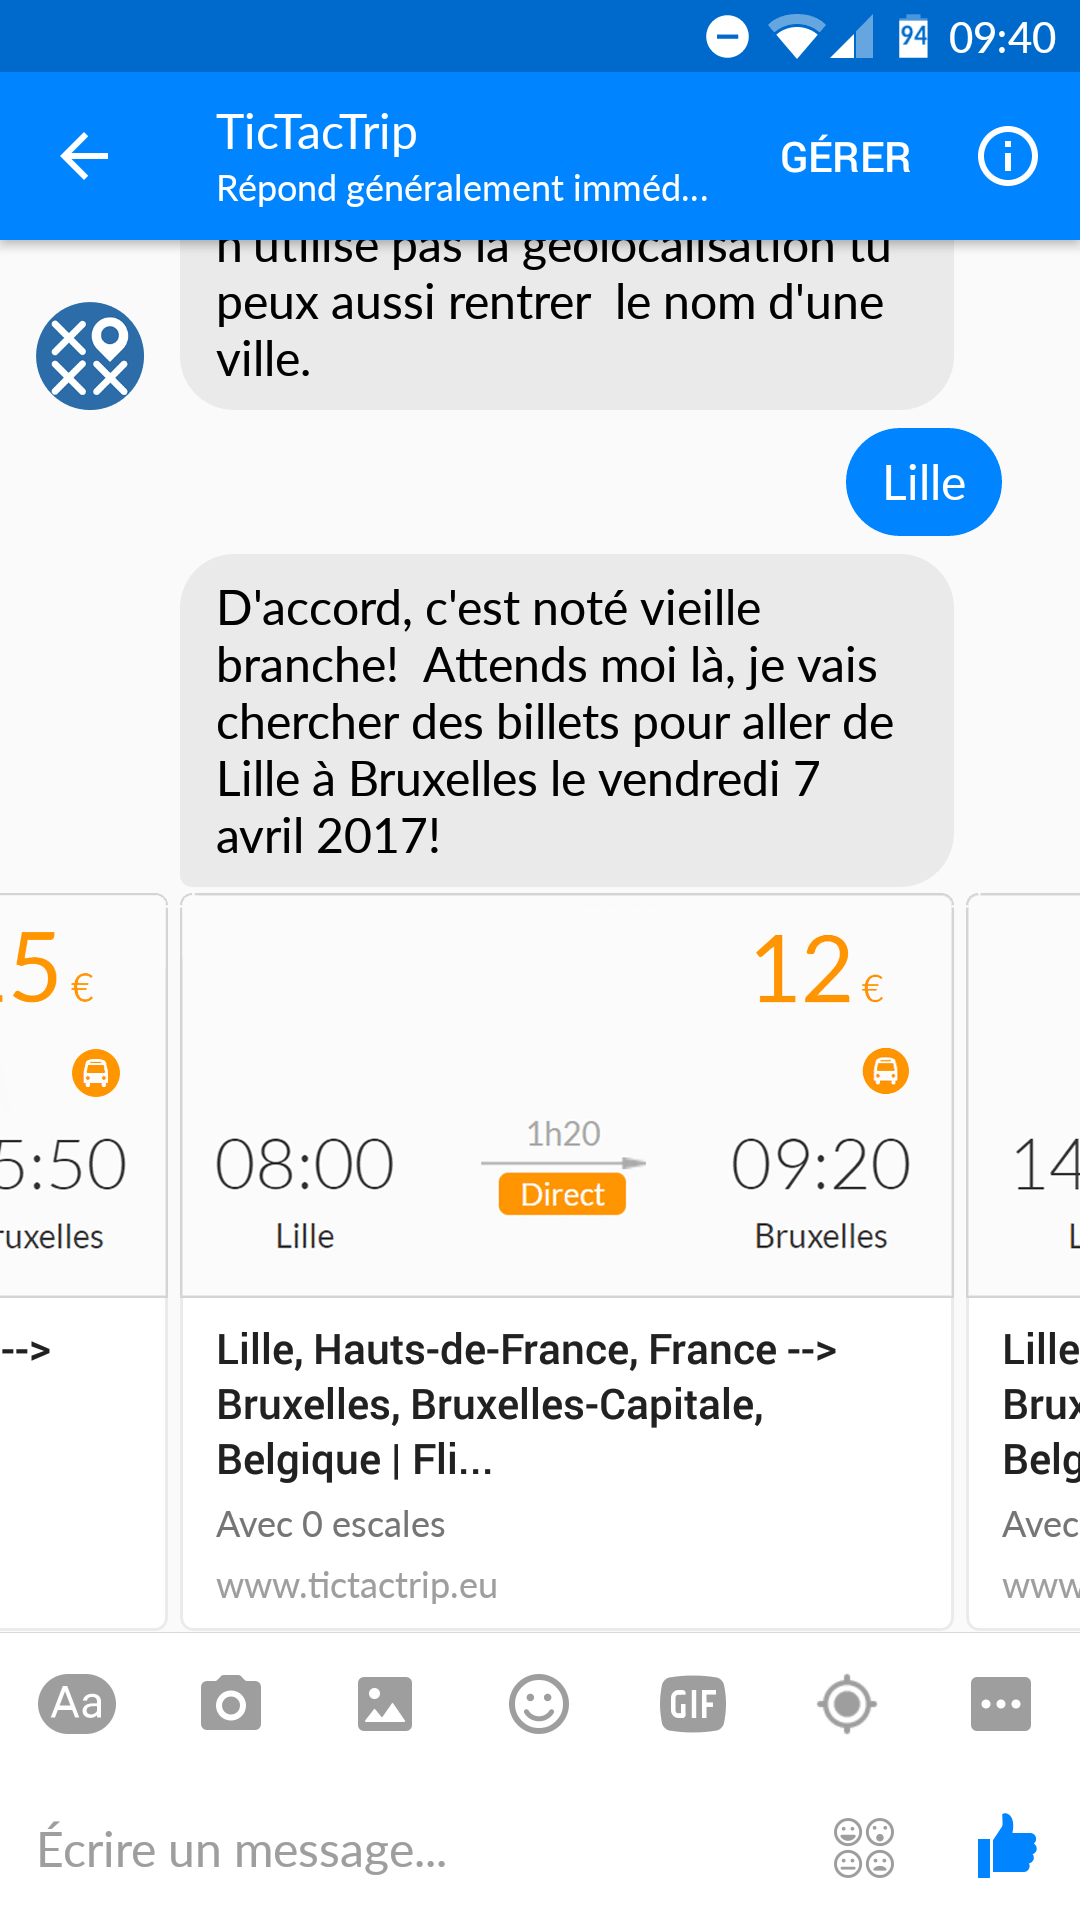 94 09:40
TicTacTrip
Répond généralement imméd...
GÉRER
n'utilise pas la géolocalisation tu
peux aussi rentrer  le nom d'une
ville.
Lille
D'accord, c'est noté vieille
branche!  Attends moi là, je vais
chercher des billets pour aller de
Lille à Bruxelles le vendredi 7
avril 2017!
5 €
5:50
ruxelles
-->
12 €
08:00
1h20
Direct
09:20
Lille
Bruxelles
Lille, Hauts-de-France, France -->
Bruxelles, Bruxelles-Capitale,
Belgique | Fli...
Avec 0 escales
www.tictactrip.eu
14
L
Lille
Brux
Belg
Avec
www
Aa
GIF
Écrire un message...